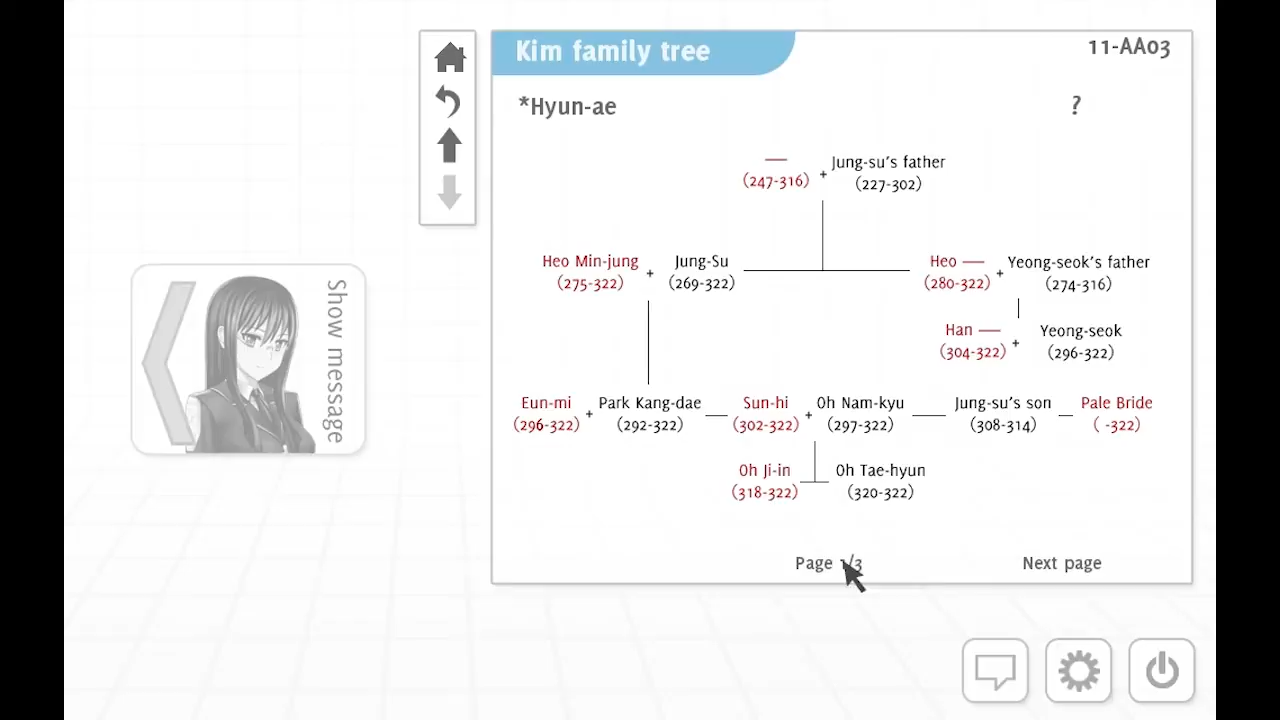 Kim family tree
11-AA03
*Hyun-ae
?
— + Jung-su's father
(247-316) (227-302)
Heo Min-jung + Jung-Su
(275-322) (269-322)
Heo — + Yeong-seok's father
(280-322) (274-316)
Han — + Yeong-seok
(304-322) (296-322)
Eun-mi + Park Kang-dae Sun-hi + Oh Nam-kyu Jung-su's son Pale Bride
(296-322) (292-322) (302-322) (297-322) (308-314) ( -322)
Oh Ji-in Oh Tae-hyun
(318-322) (320-322)
Page 1/3
Next page
Show message